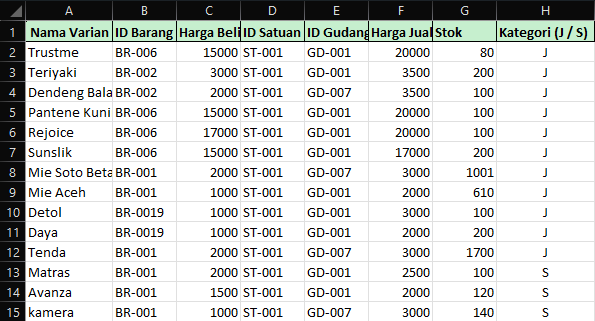 A B C D E F G H
1 Nama Varian ID Barang Harga Beli ID Satuan ID Gudang Harga Jual Stok Kategori (J / S)
2 Trustme BR-006 15000 ST-001 GD-001 20000 80 J
3 Teriyaki BR-002 3000 ST-001 GD-001 3500 200 J
4 Dendeng Bala BR-002 2000 ST-001 GD-007 3500 100 J
5 Pantene Kuni BR-006 15000 ST-001 GD-001 20000 100 J
6 Rejoice BR-006 17000 ST-001 GD-001 20000 100 J
7 Sunslik BR-006 15000 ST-001 GD-001 17000 200 J
8 Mie Soto Beta BR-001 2000 ST-001 GD-007 3000 1001 J
9 Mie Aceh BR-001 1000 ST-001 GD-001 2000 610 J
10 Detol BR-0019 1000 ST-001 GD-001 3000 100 J
11 Daya BR-0019 1000 ST-001 GD-001 2000 200 J
12 Tenda BR-001 2000 ST-001 GD-007 3000 1700 J
13 Matras BR-001 2000 ST-001 GD-001 2500 100 S
14 Avanza BR-001 1500 ST-001 GD-001 2000 120 S
15 kamera BR-001 1000 ST-001 GD-007 3000 140 S